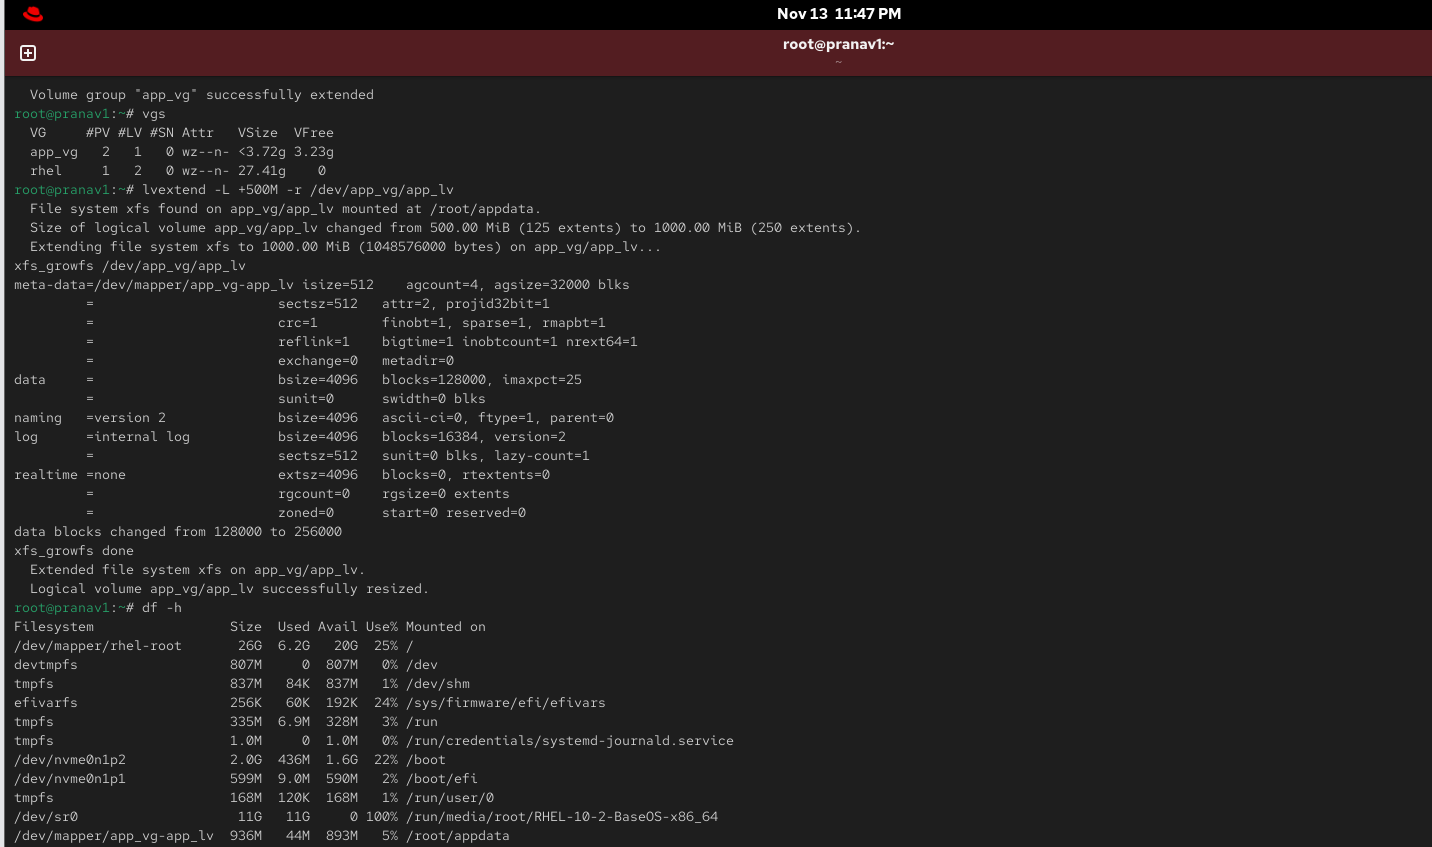 Nov 13 11:47 PM
root@pranav1:~
~
  Volume group "app_vg" successfully extended
root@pranav1:~# vgs
  VG     #PV #LV #SN Attr   VSize  VFree
  app_vg   2   1   0 wz--n- <3.72g 3.23g
  rhel     1   2   0 wz--n- 27.41g    0
root@pranav1:~# lvextend -L +500M -r /dev/app_vg/app_lv
  File system xfs found on app_vg/app_lv mounted at /root/appdata.
  Size of logical volume app_vg/app_lv changed from 500.00 MiB (125 extents) to 1000.00 MiB (250 extents).
  Extending file system xfs to 1000.00 MiB (1048576000 bytes) on app_vg/app_lv...
xfs_growfs /dev/app_vg/app_lv
meta-data=/dev/mapper/app_vg-app_lv isize=512    agcount=4, agsize=32000 blks
         =                       sectsz=512   attr=2, projid32bit=1
         =                       crc=1        finobt=1, sparse=1, rmapbt=1
         =                       reflink=1    bigtime=1 inobtcount=1 nrext64=1
         =                       exchange=0   metadir=0
data     =                       bsize=4096   blocks=128000, imaxpct=25
         =                       sunit=0      swidth=0 blks
naming   =version 2              bsize=4096   ascii-ci=0, ftype=1, parent=0
log      =internal log           bsize=4096   blocks=16384, version=2
         =                       sectsz=512   sunit=0 blks, lazy-count=1
realtime =none                   extsz=4096   blocks=0, rtextents=0
         =                       rgcount=0    rgsize=0 extents
         =                       zoned=0      start=0 reserved=0
data blocks changed from 128000 to 256000
xfs_growfs done
  Extended file system xfs on app_vg/app_lv.
  Logical volume app_vg/app_lv successfully resized.
root@pranav1:~# df -h
Filesystem                 Size  Used Avail Use% Mounted on
/dev/mapper/rhel-root       26G  6.2G   20G  25% /
devtmpfs                   807M     0  807M   0% /dev
tmpfs                      837M   84K  837M   1% /dev/shm
efivarfs                   256K   60K  192K  24% /sys/firmware/efi/efivars
tmpfs                      335M  6.9M  328M   3% /run
tmpfs                      1.0M     0  1.0M   0% /run/credentials/systemd-journald.service
/dev/nvme0n1p2             2.0G  436M  1.6G  22% /boot
/dev/nvme0n1p1             599M  9.0M  590M   2% /boot/efi
tmpfs                      168M  120K  168M   1% /run/user/0
/dev/sr0                    11G   11G     0 100% /run/media/root/RHEL-10-2-BaseOS-x86_64
/dev/mapper/app_vg-app_lv  936M   44M  893M   5% /root/appdata